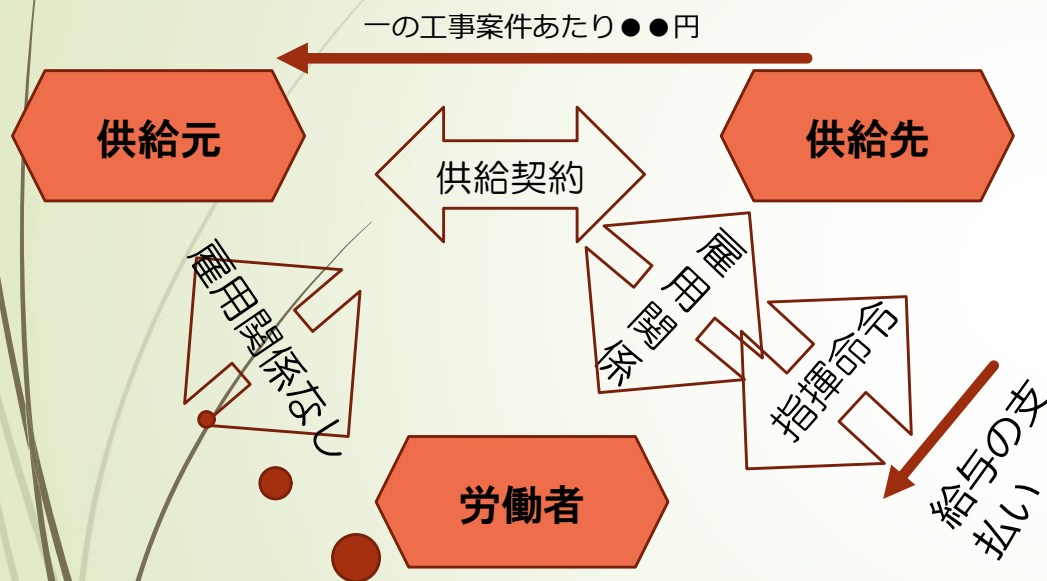 一の工事案件あたり●●円
供給元
供給先
供給契約
雇用関係なし
雇用関係
指揮命令
給与の支
払い
労働者